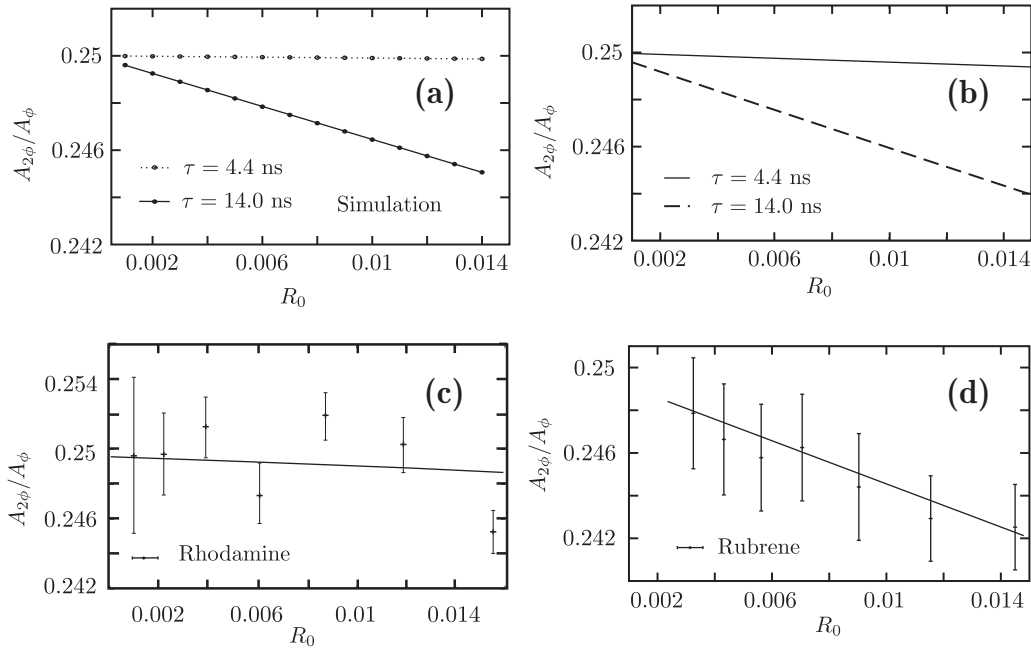 0.25
0.246
0.242
A2ϕ/Aϕ
(a)
τ = 4.4 ns
τ = 14.0 ns
Simulation
0.002 0.006 0.01 0.014
R0
0.25
0.246
0.242
A2ϕ/Aϕ
(b)
τ = 4.4 ns
τ = 14.0 ns
0.002 0.006 0.01 0.014
R0
0.254
0.25
0.246
0.242
A2ϕ/Aϕ
(c)
Rhodamine
0.002 0.006 0.01 0.014
R0
0.25
0.246
0.242
A2ϕ/Aϕ
(d)
Rubrene
0.002 0.006 0.01 0.014
R0